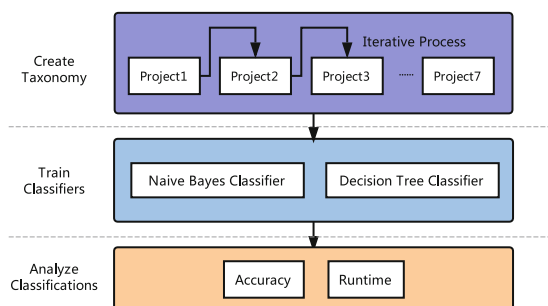 Create
Taxonomy
Iterative Process
Project1
Project2
Project3
......
Project7
Train
Classifiers
Naive Bayes Classifier
Decision Tree Classifier
Analyze
Classifications
Accuracy
Runtime